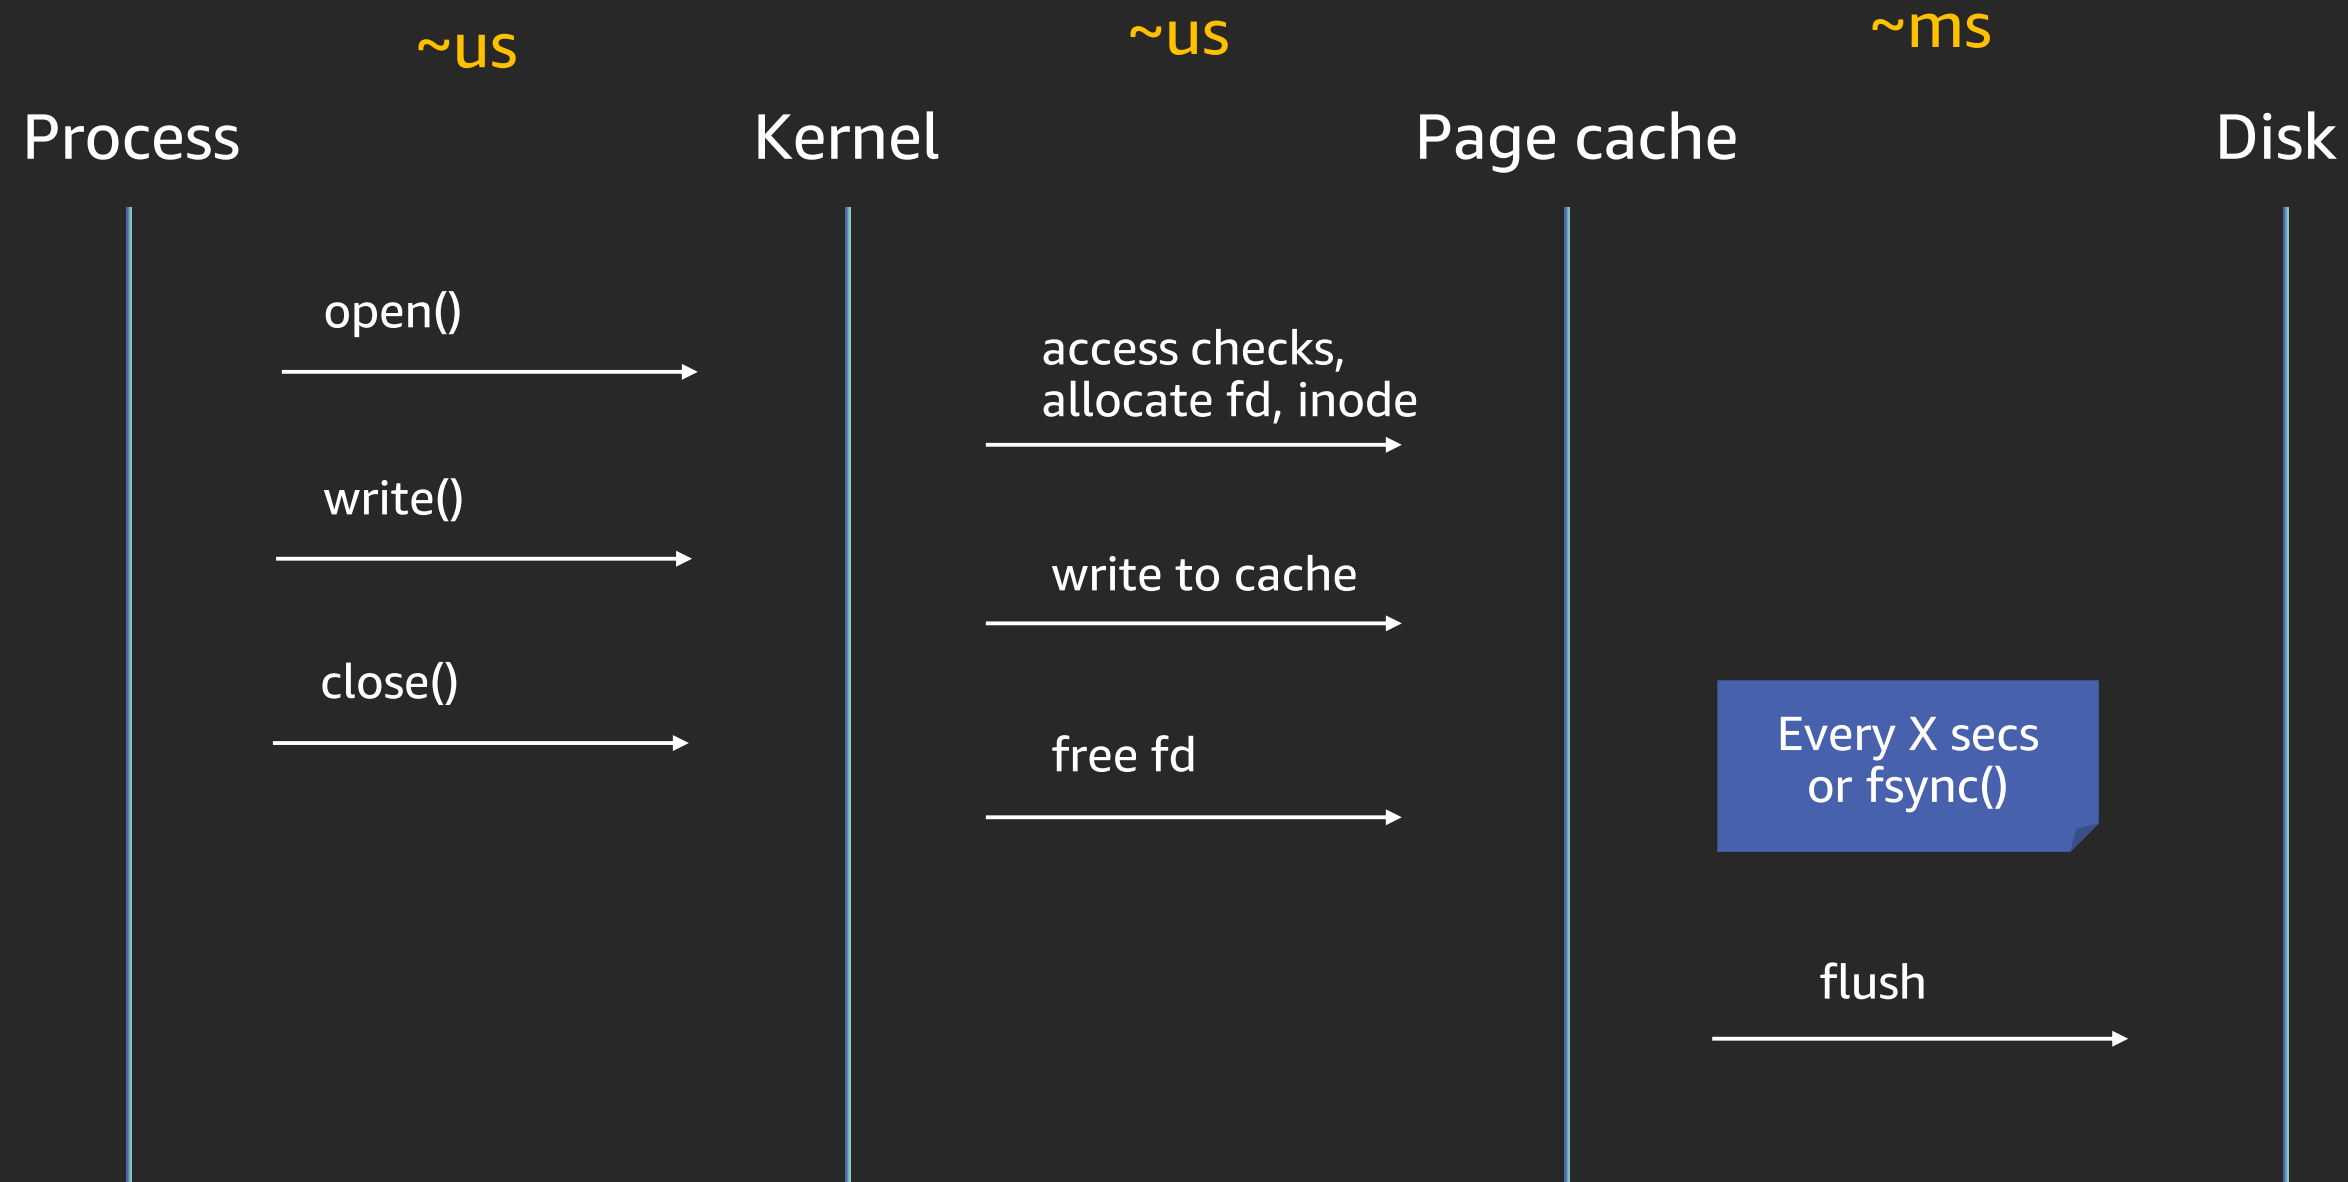 ~us
~us
~ms
Process
Kernel
Page cache
Disk
open()
access checks,
allocate fd, inode
write()
write to cache
close()
free fd
Every X secs
or fsync()
flush